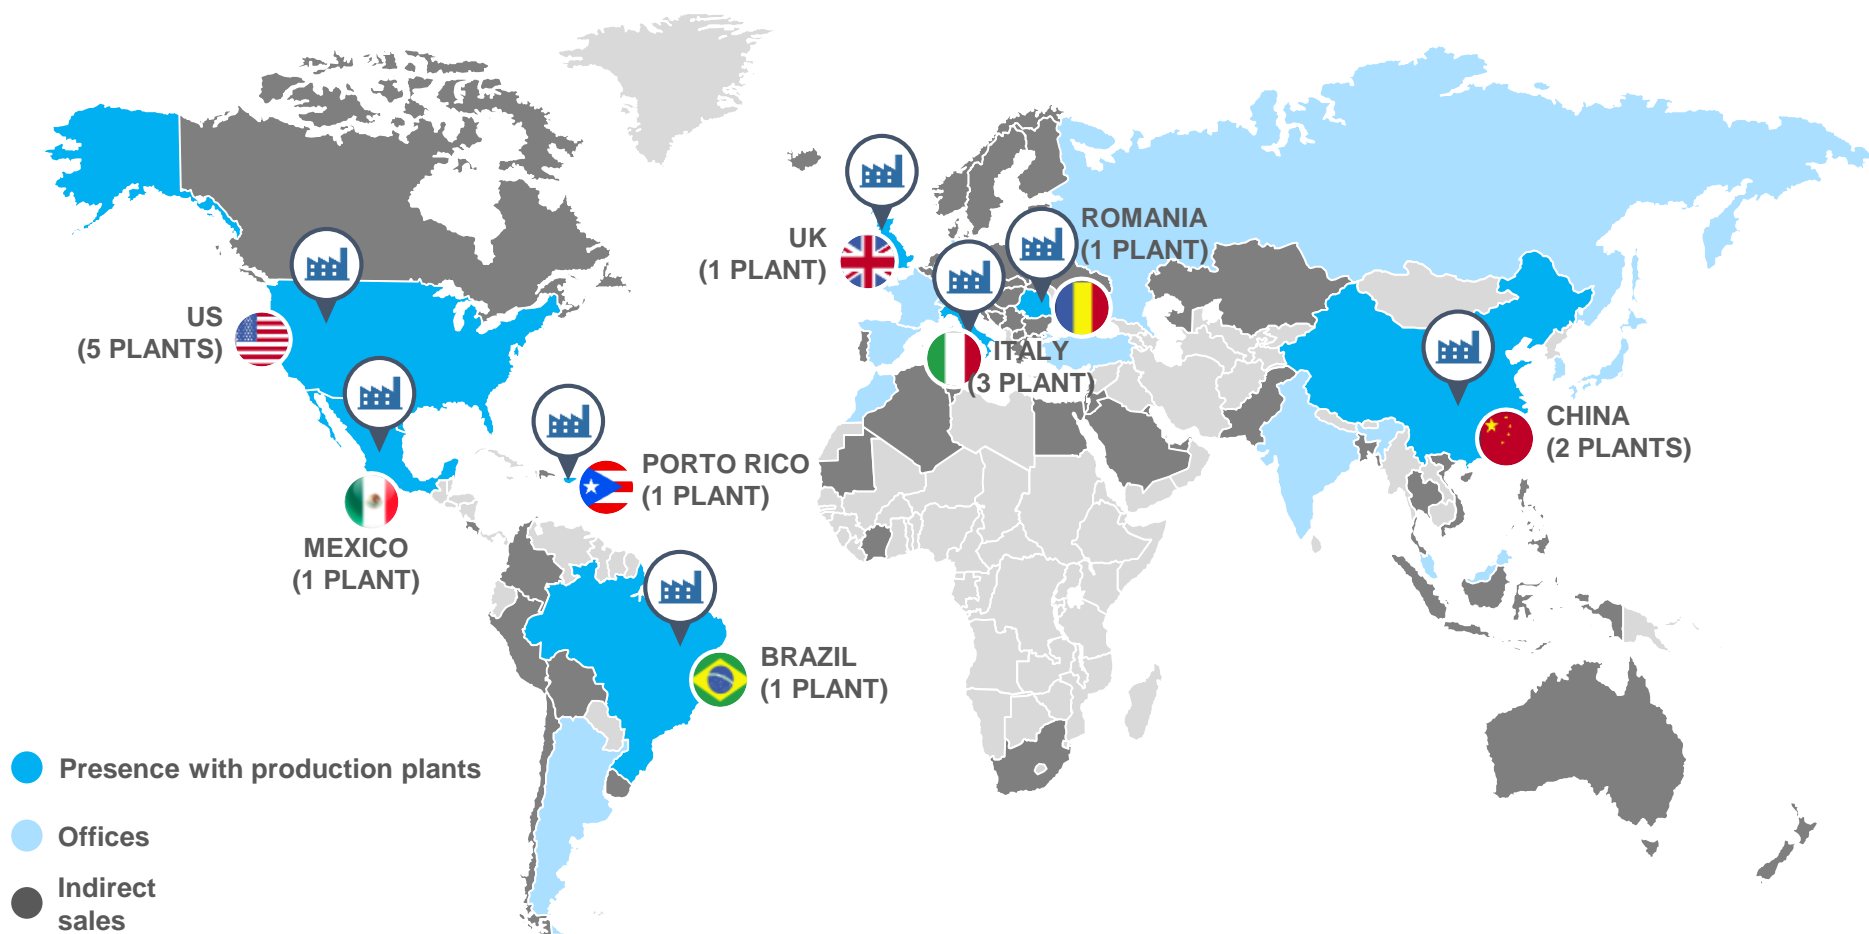 UK
(1 PLANT)
ROMANIA
(1 PLANT)
US
(5 PLANTS)
ITALY
(3 PLANT)
CHINA
(2 PLANTS)
PORTO RICO
(1 PLANT)
MEXICO
(1 PLANT)
BRAZIL
(1 PLANT)
Presence with production plants
Offices
Indirect
sales